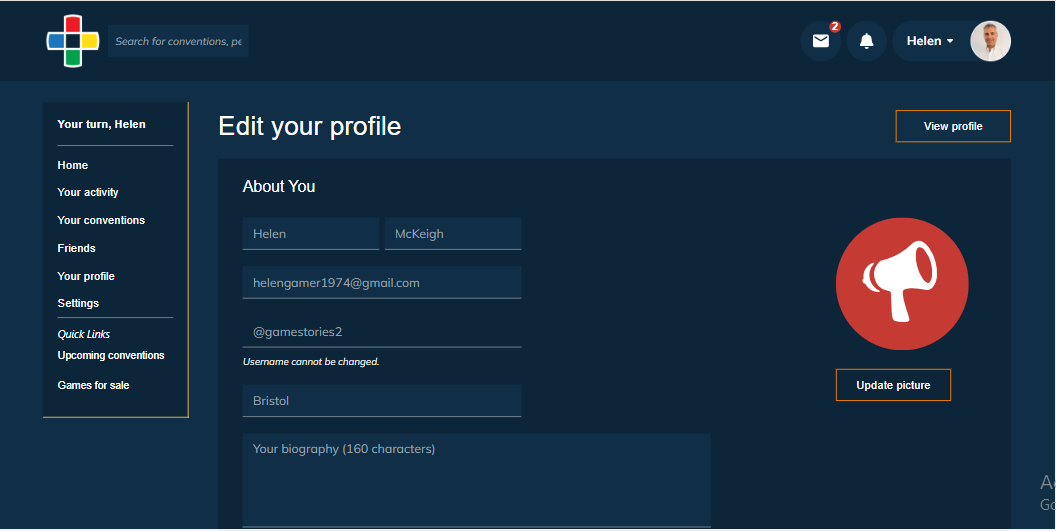 Search for conventions, pe
2
Helen
Your turn, Helen
Home
Your activity
Your conventions
Friends
Your profile
Settings
Quick Links
Upcoming conventions
Games for sale
Edit your profile
View profile
About You
Helen
McKeigh
helengamer1974@gmail.com
@gamestories2
Username cannot be changed.
Bristol
Your biography (160 characters)
Update picture